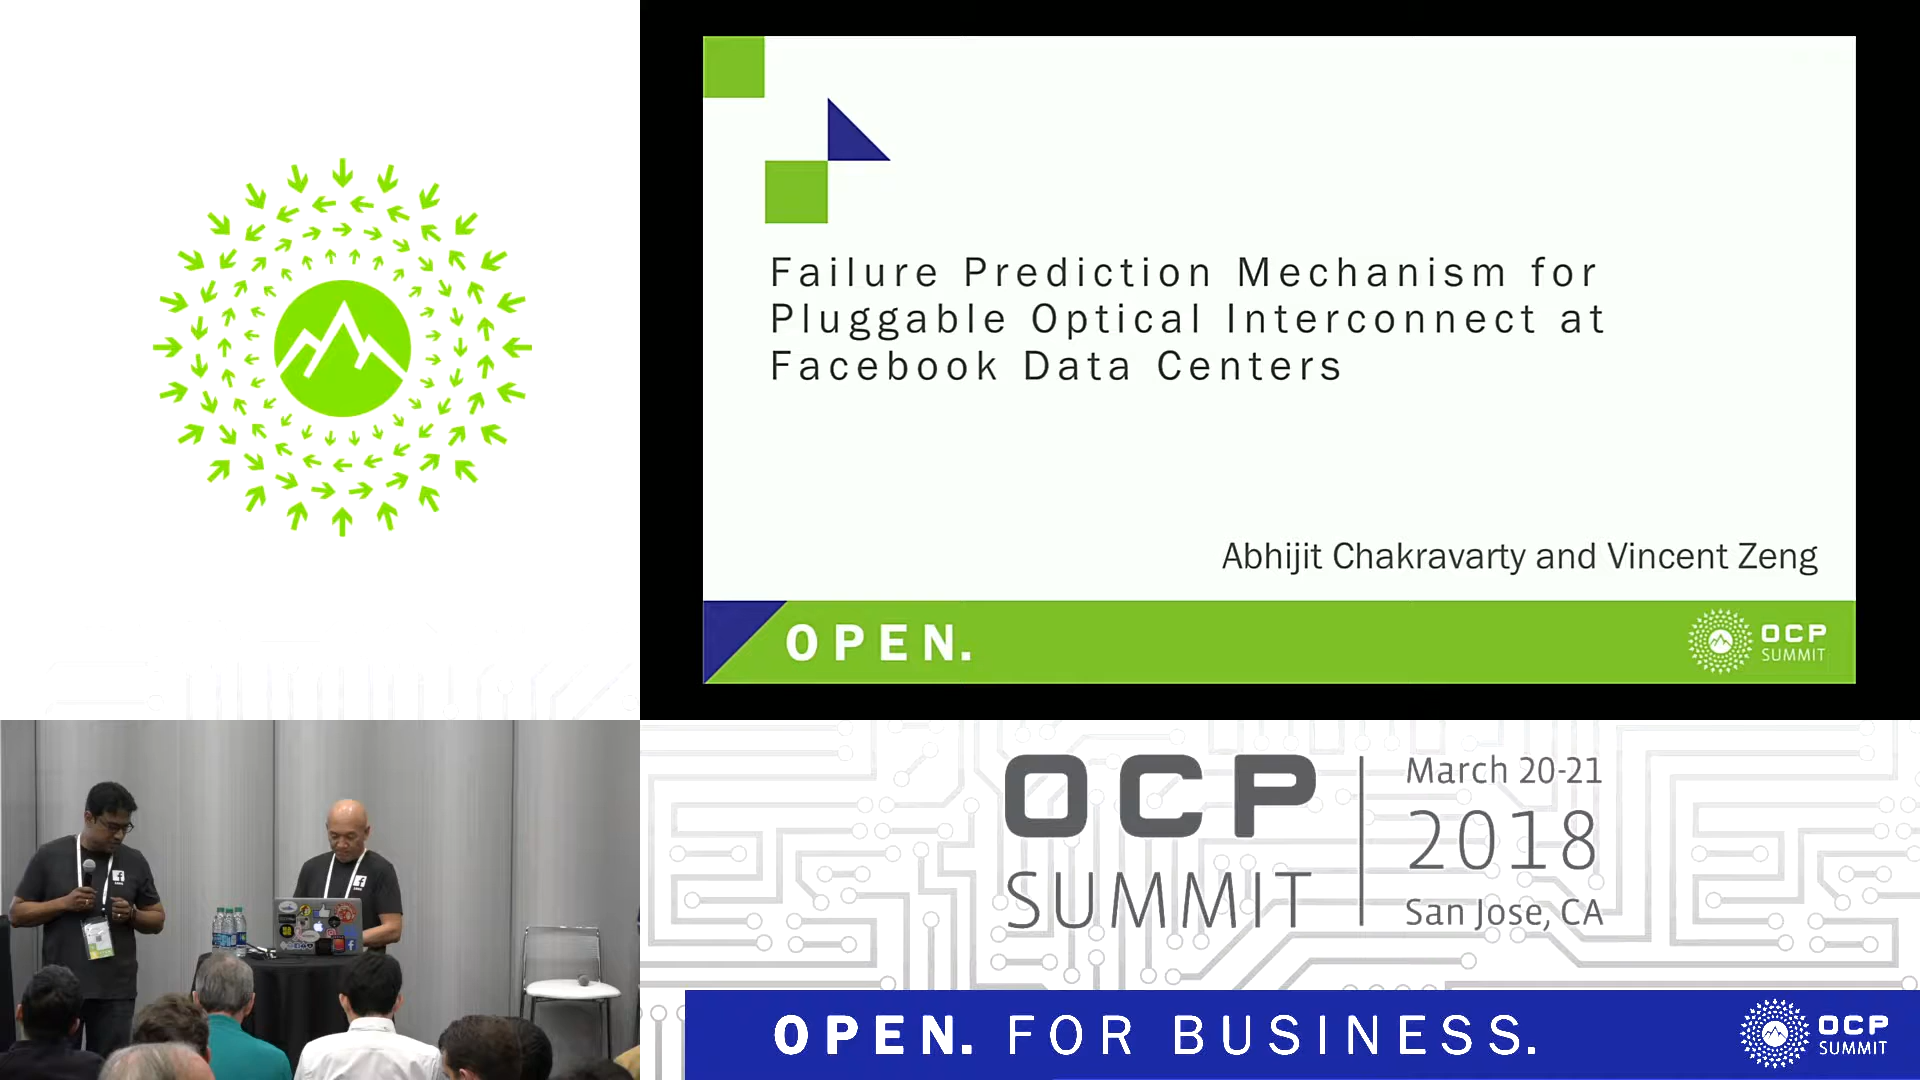 Failure Prediction Mechanism for
Pluggable Optical Interconnect at
Facebook Data Centers
Abhijit Chakravarty and Vincent Zeng
OPEN.
OCP
SUMMIT
OCP
SUMMIT
March 20-21
2018
San Jose, CA
OPEN. FOR BUSINESS.
OCP
SUMMIT